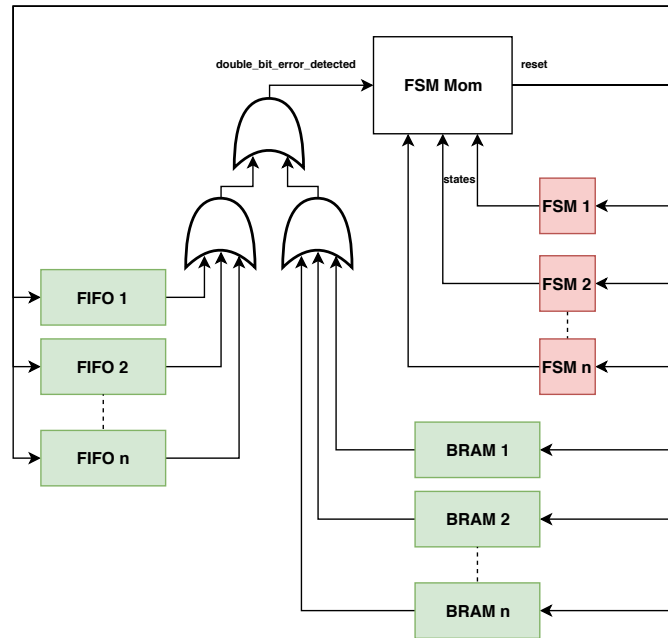 double_bit_error_detected
reset
FSM Mom
states
FSM 1
FSM 2
FSM n
FIFO 1
FIFO 2
FIFO n
BRAM 1
BRAM 2
BRAM n